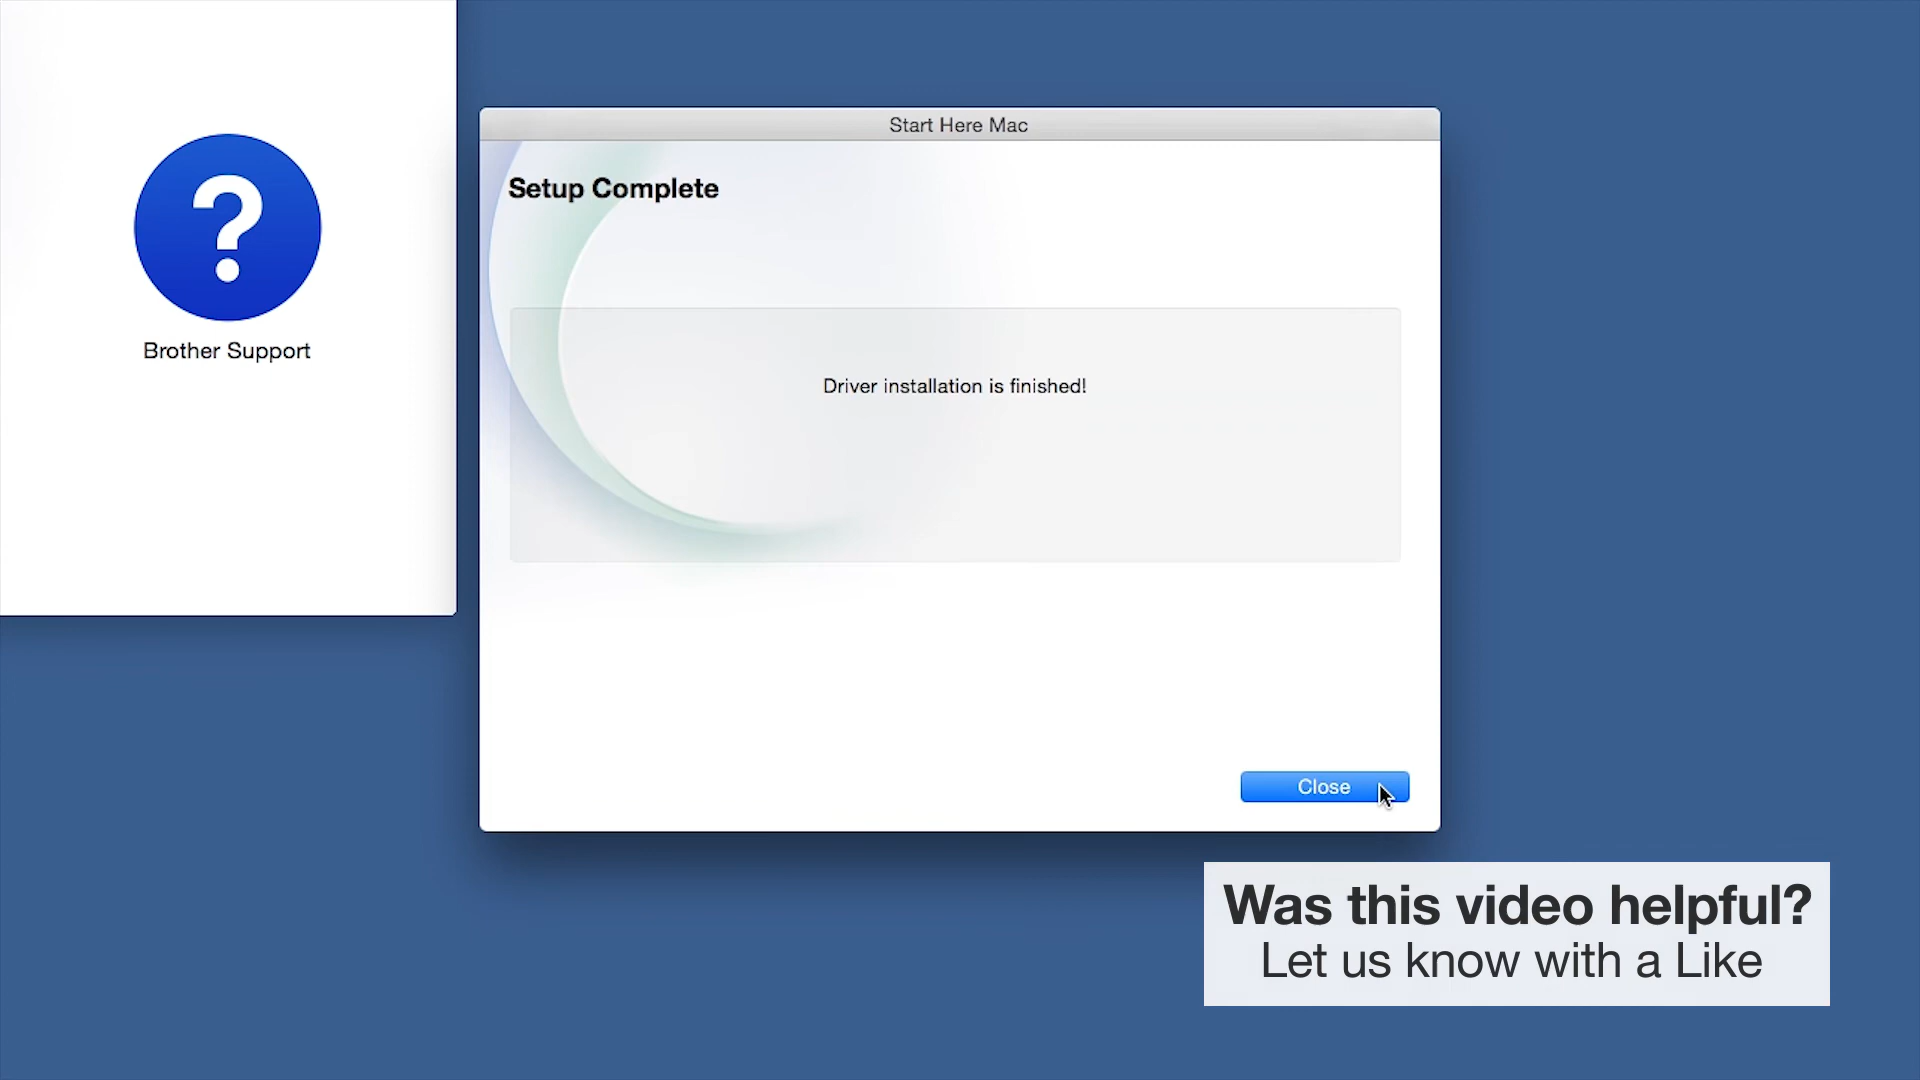 ?
Brother Support
Start Here Mac
Setup Complete
Driver installation is finished!
Close
Was this video helpful?
Let us know with a Like